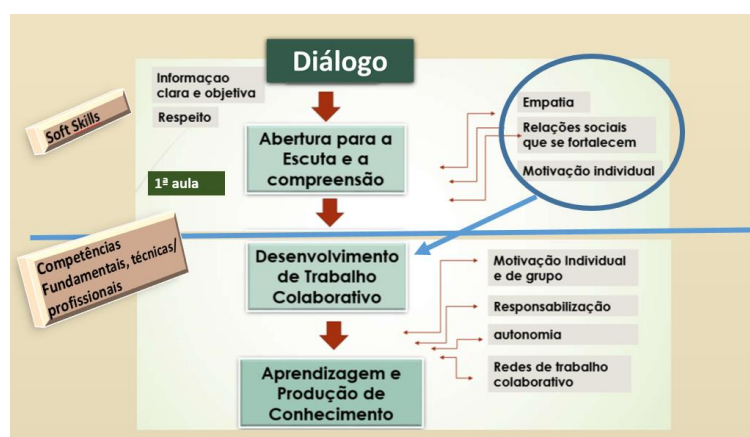 Diálogo
Informaçao
clara e objetiva
Respeito
Soft Skills
Abertura para a
Escuta e a
compreensão
Empatia
Relações sociais
que se fortalecem
Motivação individual
1ª aula
Competências
Fundamentais, técnicas/
profissionais
Desenvolvimento
de Trabalho
Colaborativo
Motivação Individual
e de grupo
Responsabilização
autonomia
Redes de trabalho
colaborativo
Aprendizagem e
Produção de
Conhecimento